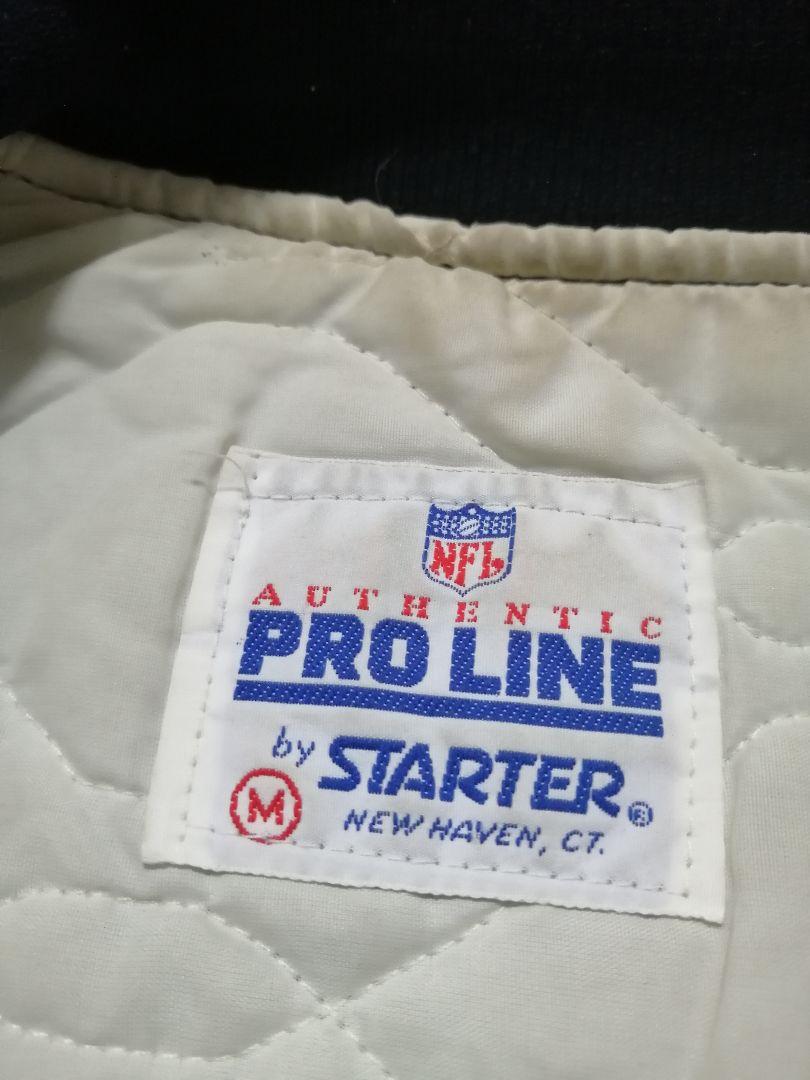 NFL
AUTHENTIC
PRO LINE
by STARTER®
M
NEW HAVEN, CT.